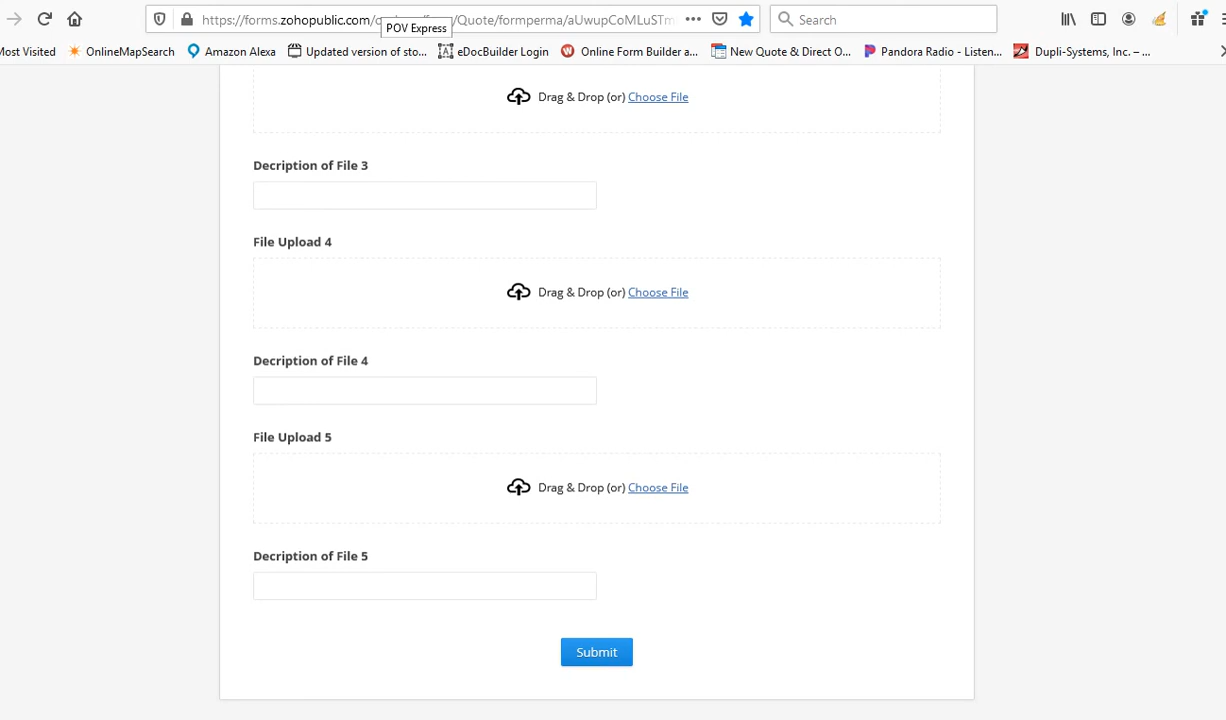 https://forms.zohopublic.com/ /Quote/formperma/aUwupCoMLuSTm
Search
POV Express
Most Visited OnlineMapSearch Amazon Alexa Updated version of sto... eDocBuilder Login Online Form Builder a... New Quote & Direct O... Pandora Radio - Listen... Dupli-Systems, Inc. – ...
Drag & Drop (or) Choose File
Decription of File 3
File Upload 4
Drag & Drop (or) Choose File
Decription of File 4
File Upload 5
Drag & Drop (or) Choose File
Decription of File 5
Submit